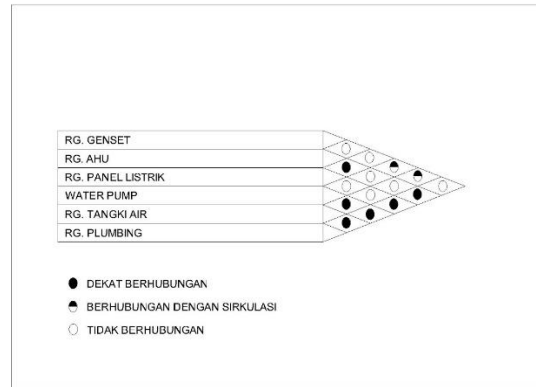 RG. GENSET
RG. AHU
RG. PANEL LISTRIK
WATER PUMP
RG. TANGKI AIR
RG. PLUMBING
DEKAT BERHUBUNGAN
BERHUBUNGAN DENGAN SIRKULASI
TIDAK BERHUBUNGAN